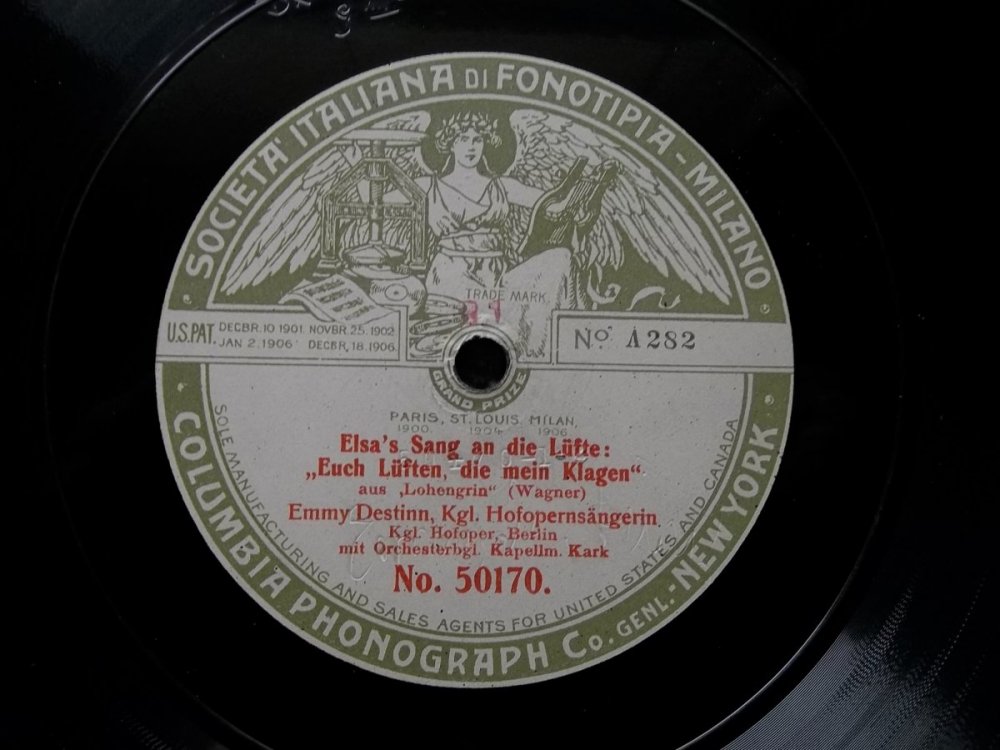 SOCIETA' ITALIANA DI FONOTIPIA - MILANO
TRADE MARK
U.S.PAT. DECBR.10 1901. NOVBR.25.1902
JAN 2.1906 DECBR.18.1906
No. A282
GRAND PRIZE
PARIS, ST. LOUIS, MILAN,
1900. 1904 1906
Elsa's Sang an die Lüfte:
„Euch Lüften, die mein Klagen“
aus „Lohengrin“ (Wagner)
Emmy Destinn, Kgl. Hofopernsängerin
Kgl. Hofoper, Berlin
mit Orchesterbgl. Kapellm. Kark
No. 50170.
SOLE MANUFACTURING AND SALES AGENTS FOR UNITED STATES AND CANADA
COLUMBIA PHONOGRAPH Co. GENL.- NEW YORK